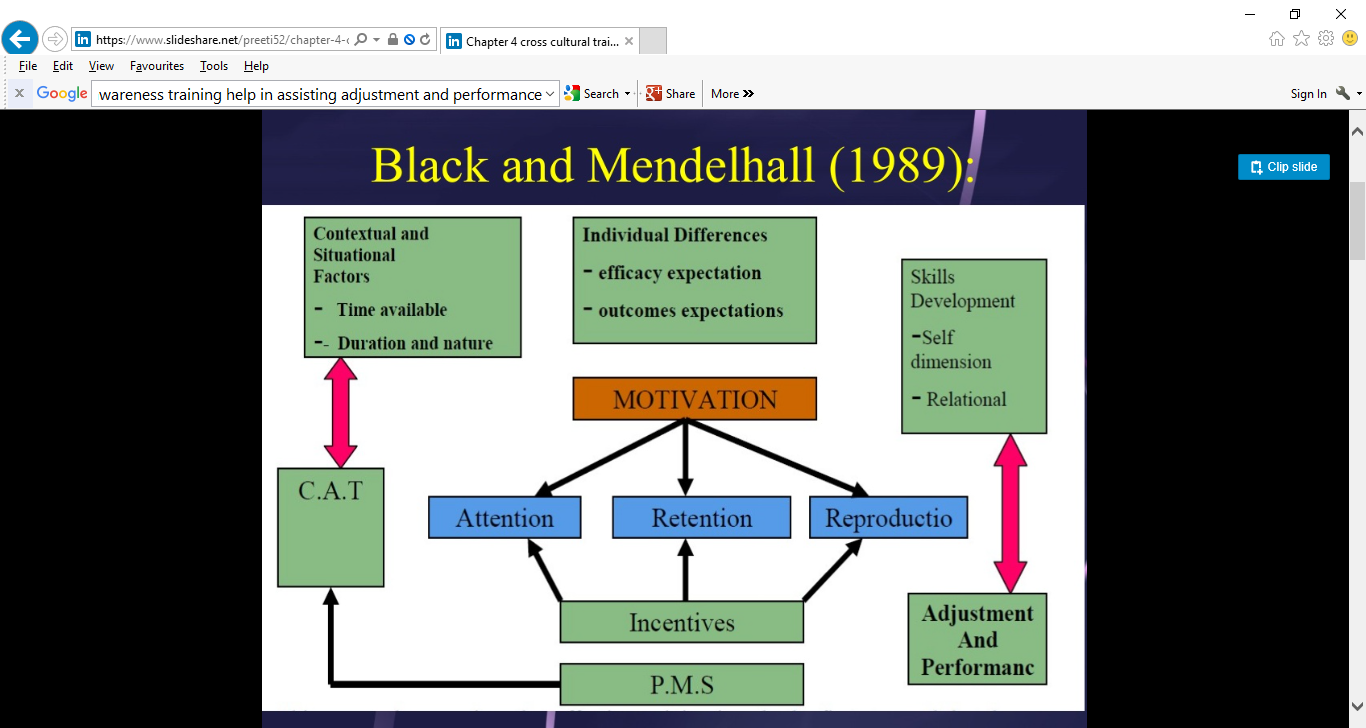 https://www.slideshare.net/preeti52/chapter-4-c
Chapter 4 cross cultural trai...
File Edit View Favourites Tools Help
Google wareness training help in assisting adjustment and performance Search Share More Sign In
Black and Mendelhall (1989):
Clip slide
Contextual and
Situational
Factors
- Time available
-- Duration and nature
Individual Differences
- efficacy expectation
- outcomes expectations
Skills
Development
-Self
dimension
- Relational
MOTIVATION
C.A.T
Attention
Retention
Reproductio
Incentives
P.M.S
Adjustment
And
Performanc